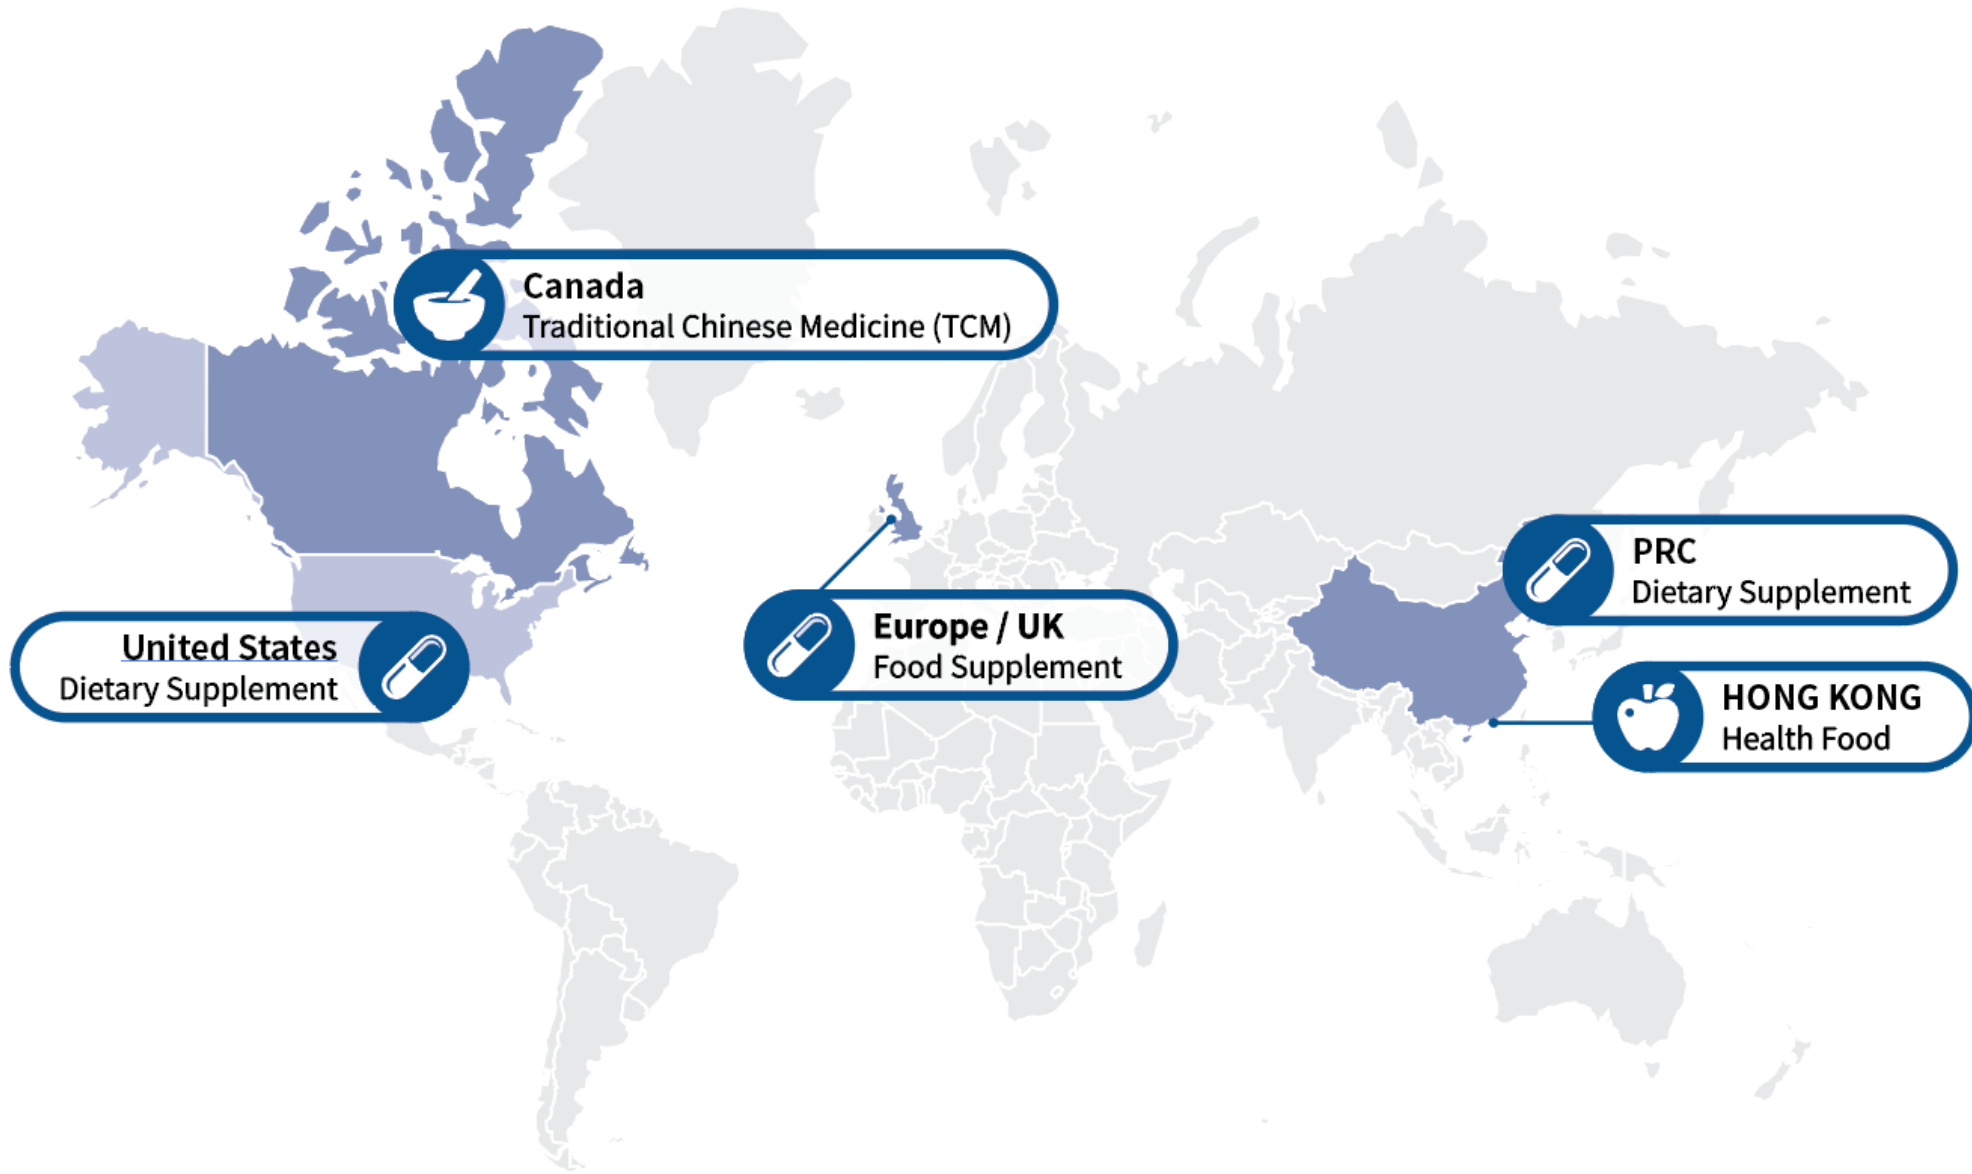 Canada
Traditional Chinese Medicine (TCM)
PRC
Dietary Supplement
Europe / UK
Food Supplement
United States
Dietary Supplement
HONG KONG
Health Food